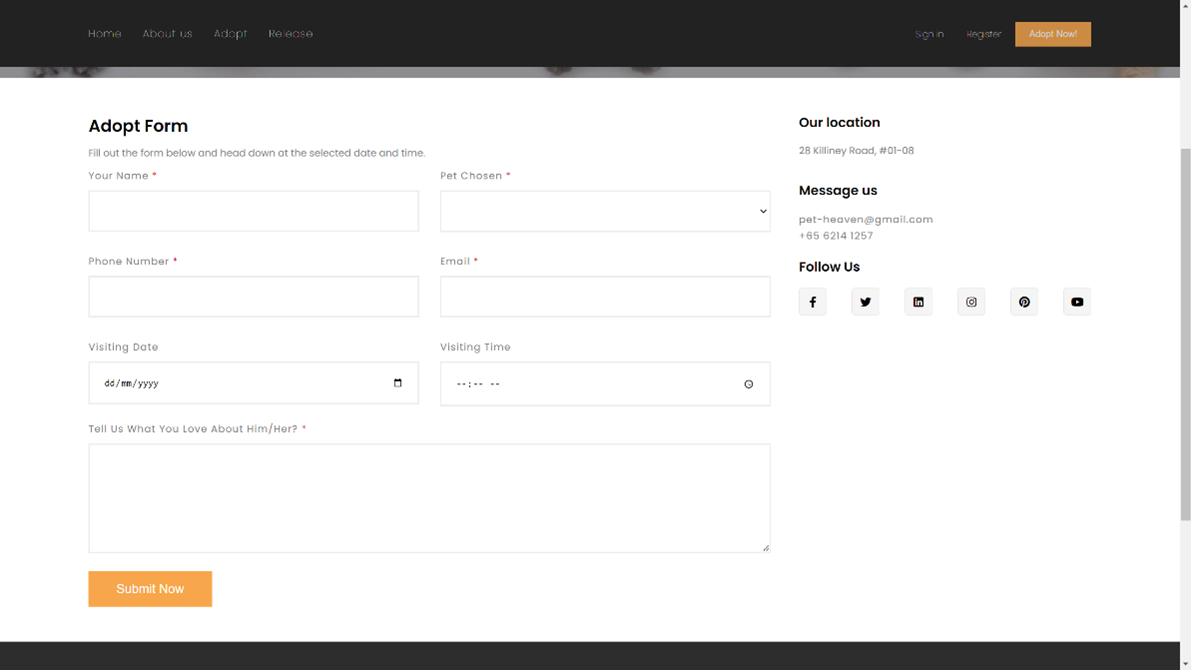 Home About us Adopt Release Sign in Register Adopt Now!
Adopt Form
Fill out the form below and head down at the selected date and time.
Your Name * Pet Chosen *
Phone Number * Email *
Visiting Date Visiting Time
dd/mm/yyyy --:-- --
Tell Us What You Love About Him/Her? *
Submit Now
Our location
28 Killiney Road, #01-08
Message us
pet-heaven@gmail.com
+65 6214 1257
Follow Us